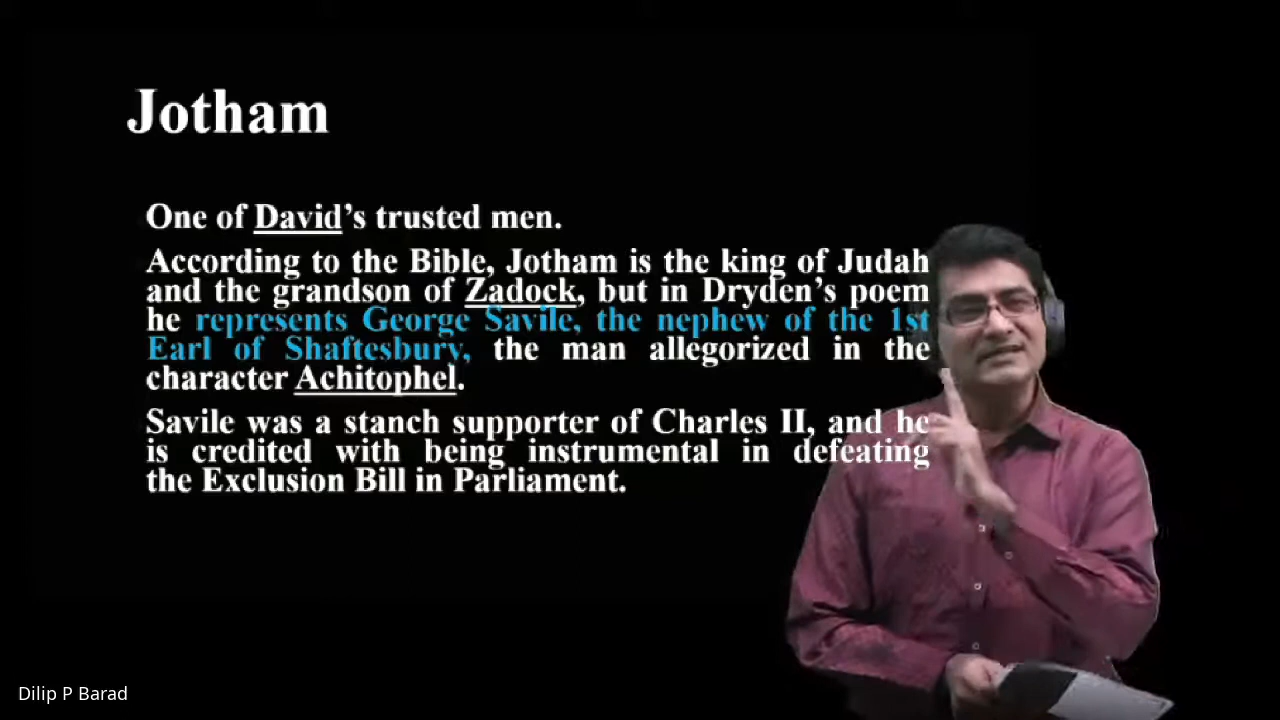 Jotham
One of David's trusted men.
According to the Bible, Jotham is the king of Judah
and the grandson of Zadock, but in Dryden's poem
he represents George Savile, the nephew of the 1st
Earl of Shaftesbury, the man allegorized in the
character Achitophel.
Savile was a stanch supporter of Charles II, and he
is credited with being instrumental in defeating
the Exclusion Bill in Parliament.
Dilip P Barad